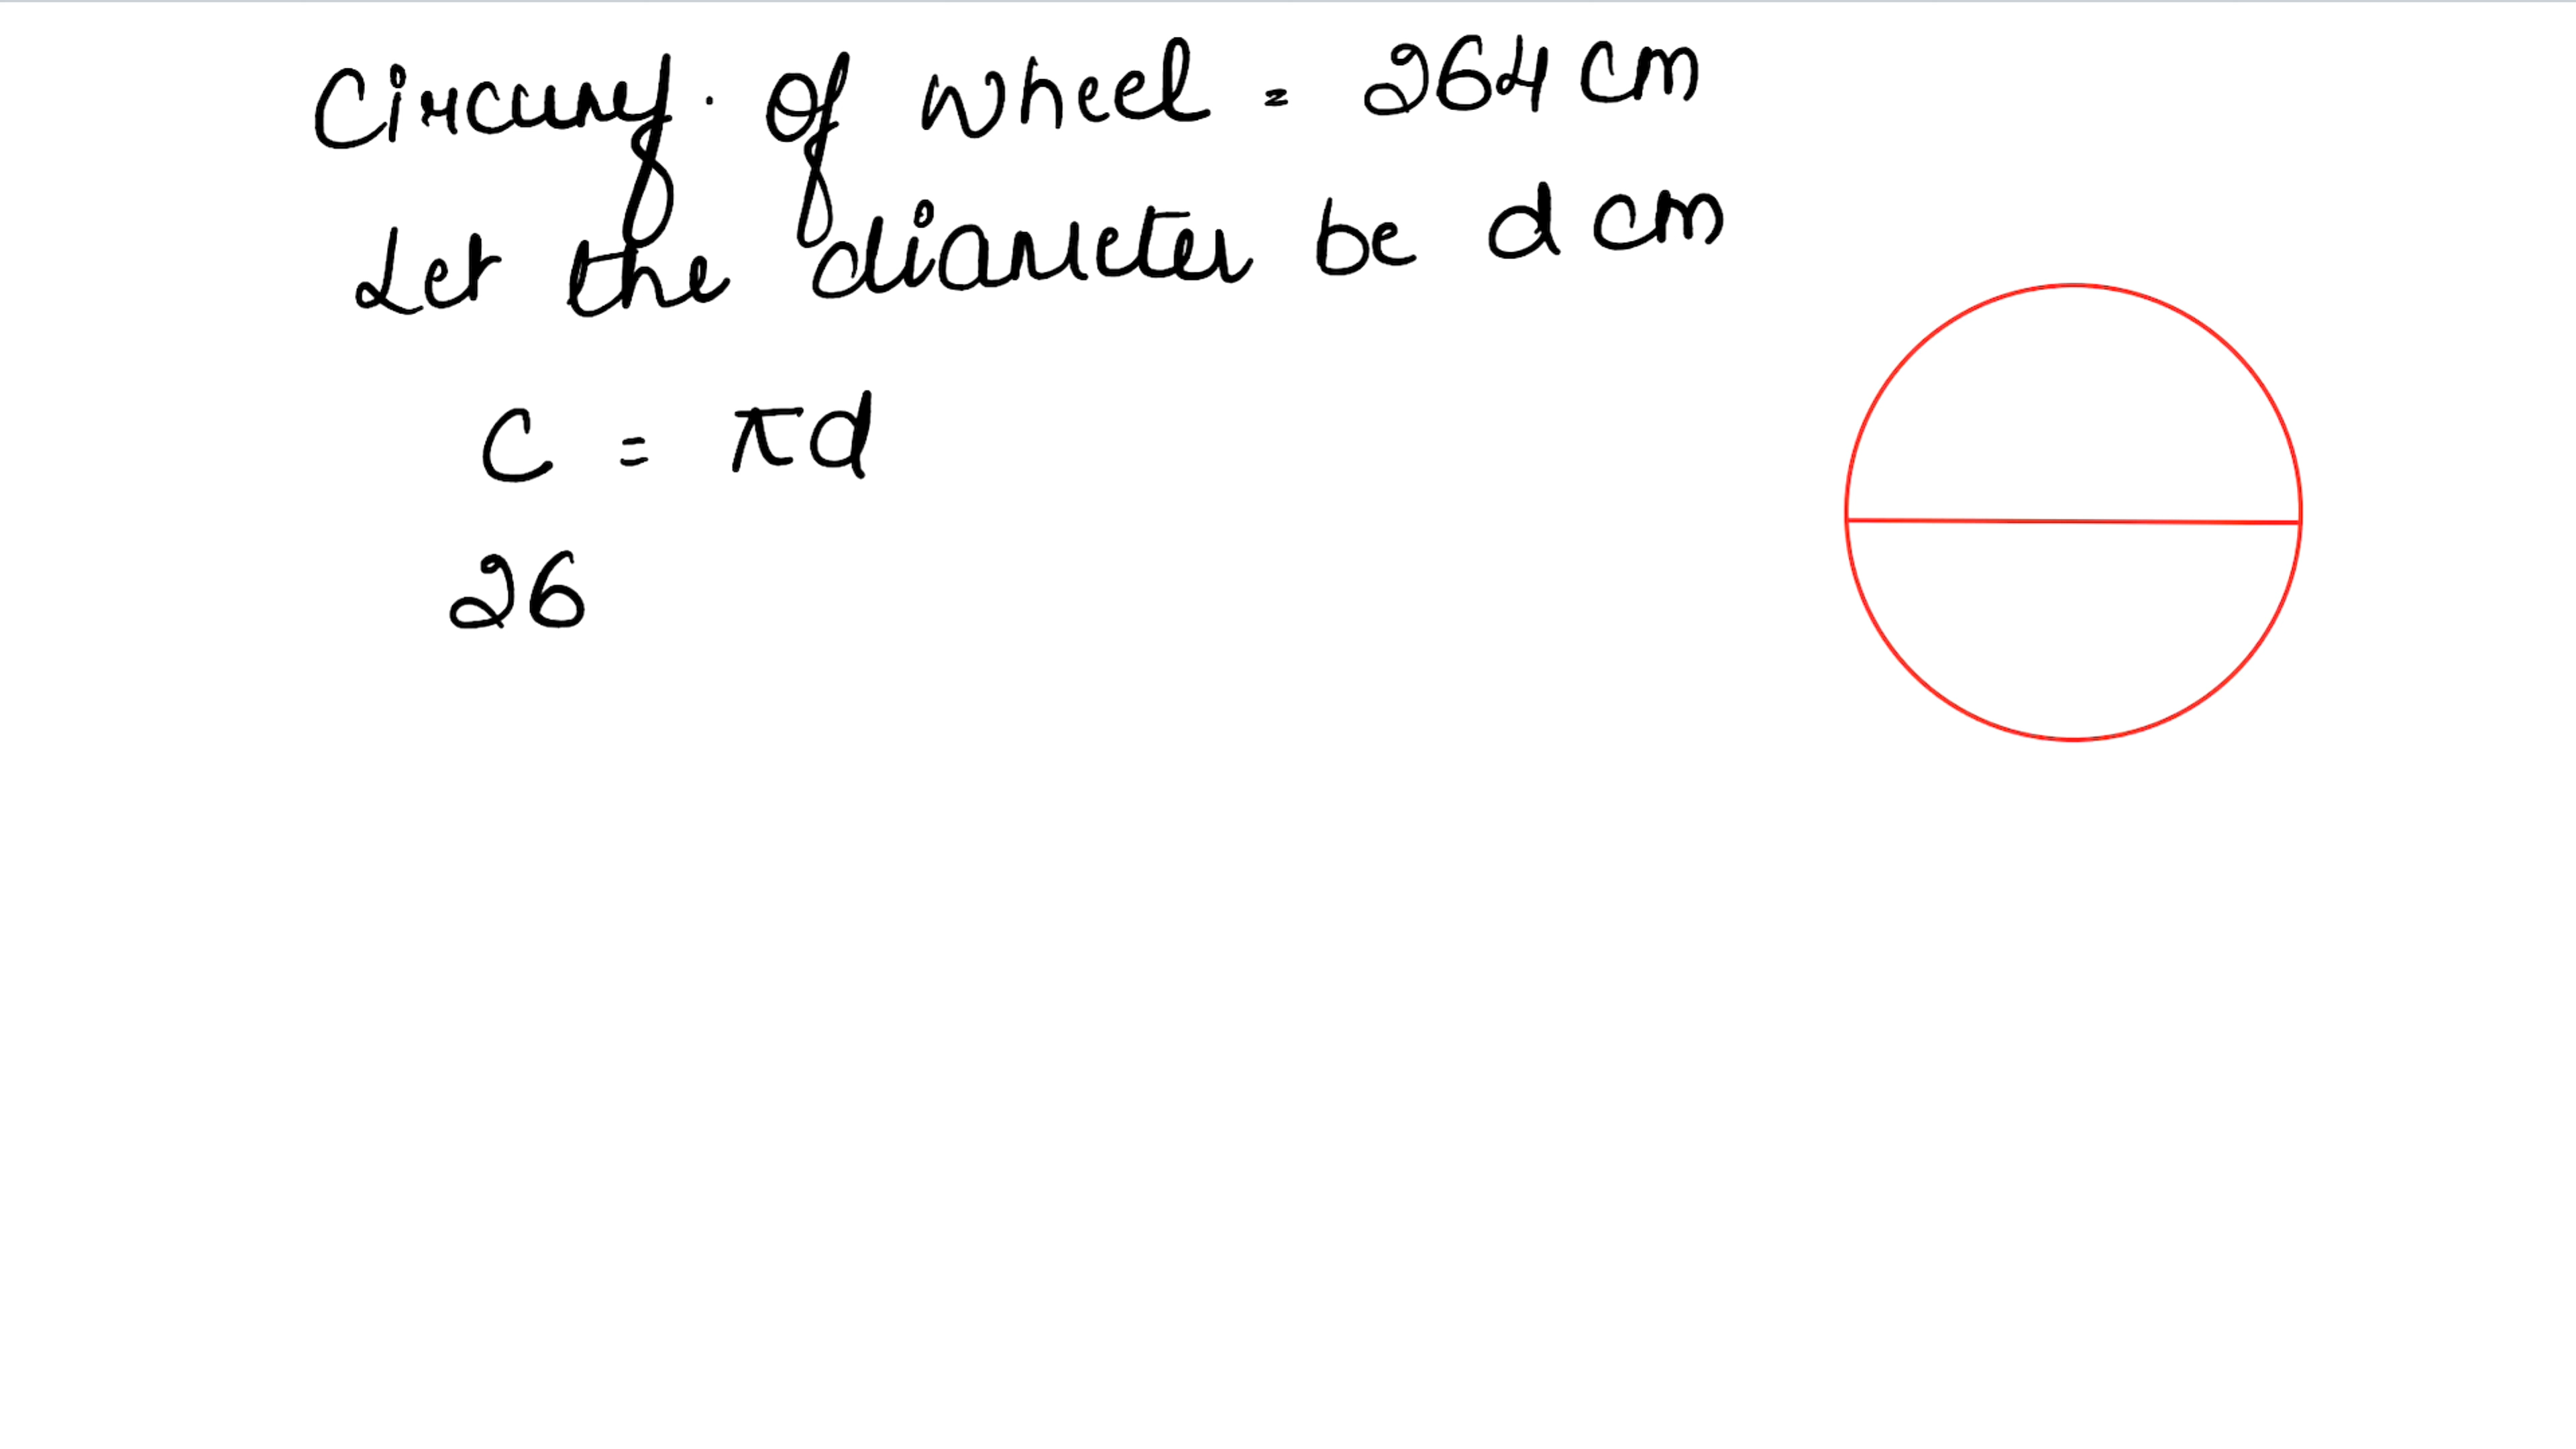 Circumf. of wheel = 264 cm
Let the diameter be d cm
C = πd
26